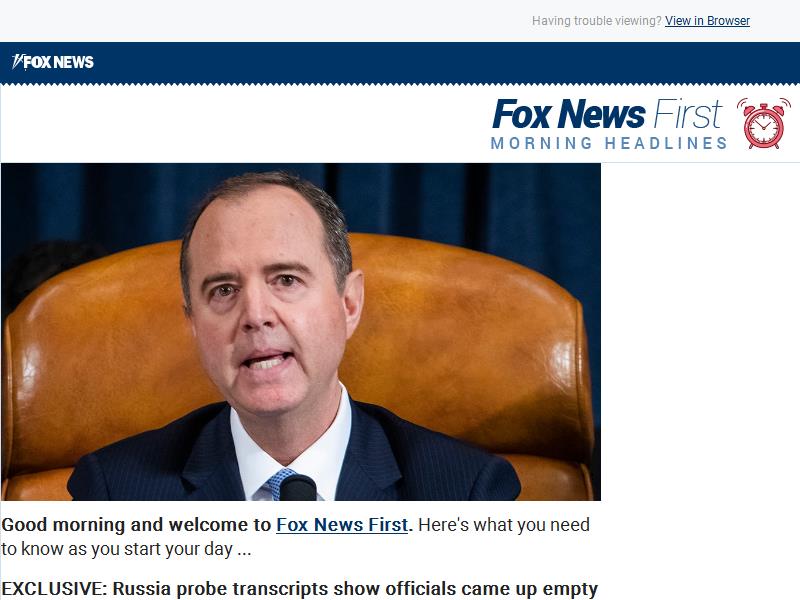 Having trouble viewing? View in Browser
FOX NEWS
Fox News First
MORNING HEADLINES
Good morning and welcome to Fox News First. Here's what you need
to know as you start your day ...
EXCLUSIVE: Russia probe transcripts show officials came up empty